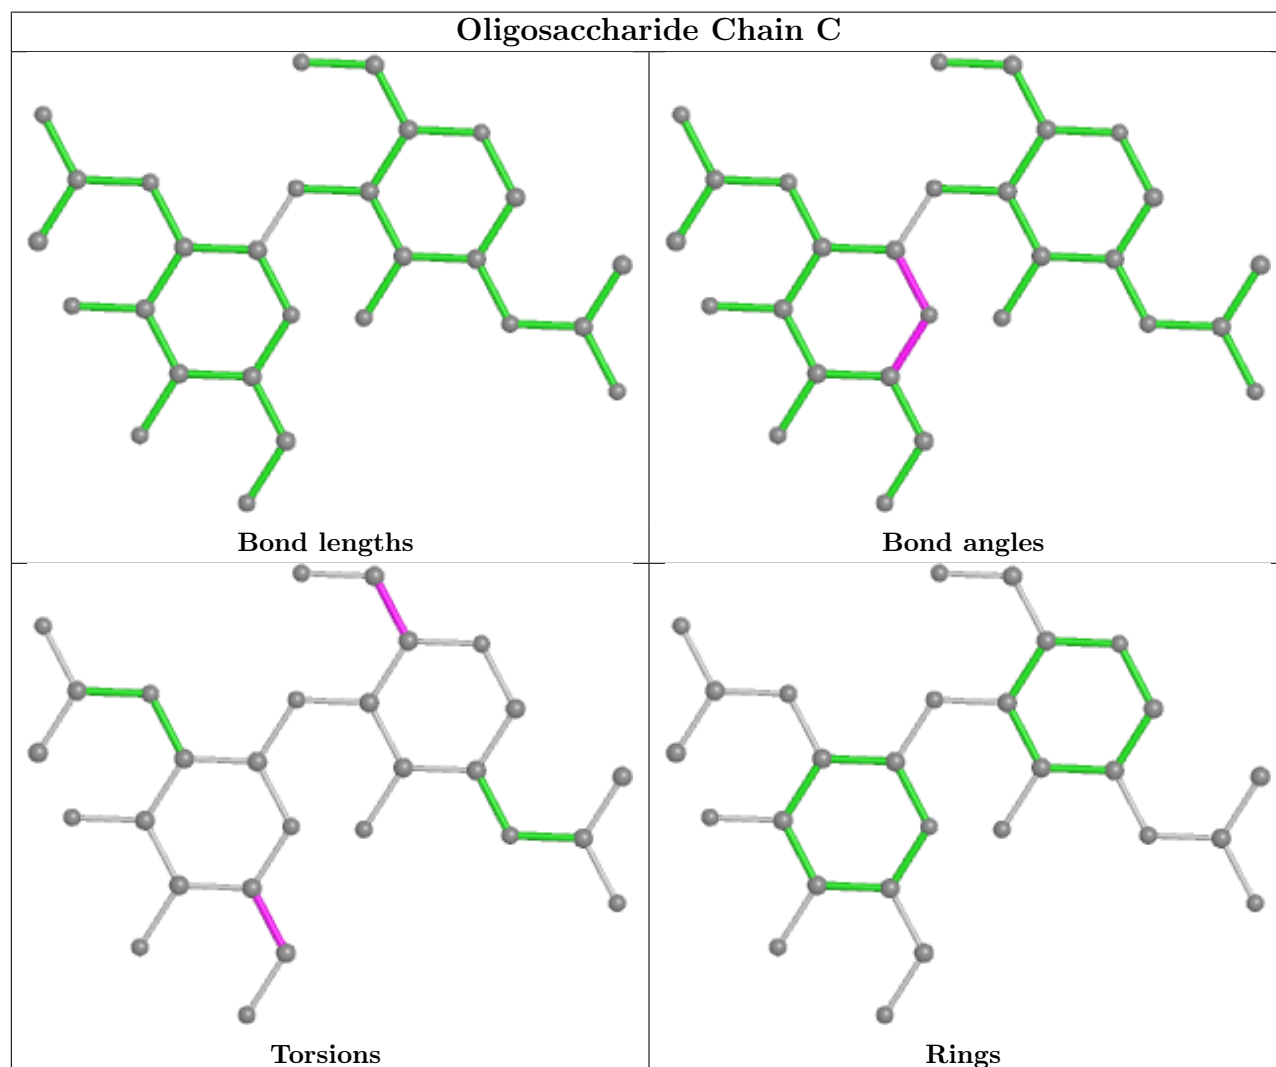 Oligosaccharide Chain C
Bond lengths
Bond angles
Torsions
Rings